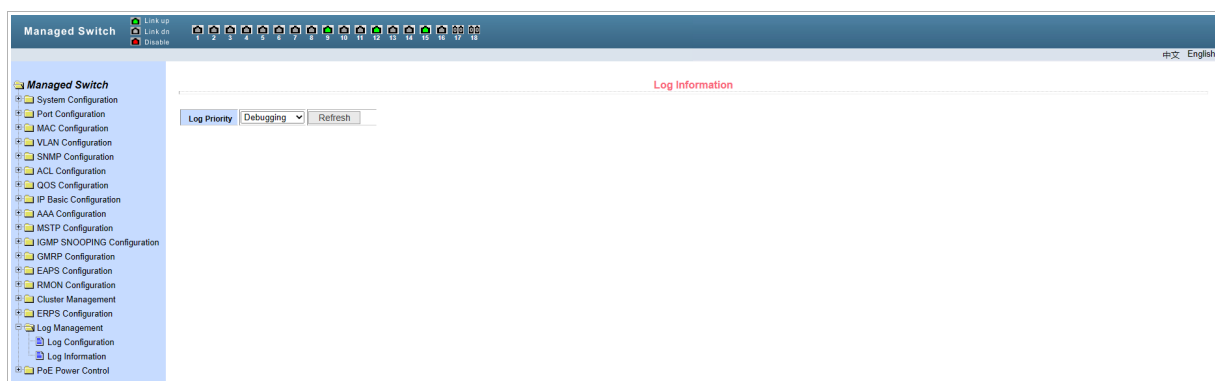 Managed Switch
Link up
Link dn
Disable
1 2 3 4 5 6 7 8 9 10 11 12 13 14 15 16 17 18
中文 English
Managed Switch
System Configuration
Port Configuration
MAC Configuration
VLAN Configuration
SNMP Configuration
ACL Configuration
QOS Configuration
IP Basic Configuration
AAA Configuration
MSTP Configuration
IGMP SNOOPING Configuration
GMRP Configuration
EAPS Configuration
RMON Configuration
Cluster Management
ERPS Configuration
Log Management
Log Configuration
Log Information
PoE Power Control
Log Information
Log Priority Debugging Refresh